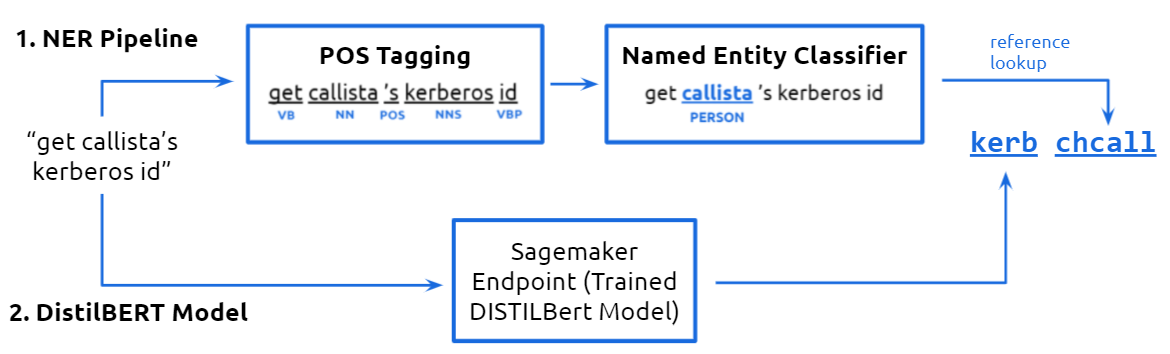 1. NER Pipeline
POS Tagging
get callista 's kerberos id
VB NN POS NNS VBP
Named Entity Classifier
get callista 's kerberos id
PERSON
reference
lookup
“get callista’s
kerberos id”
kerb chcall
Sagemaker
Endpoint (Trained
DISTILBert Model)
2. DistilBERT Model